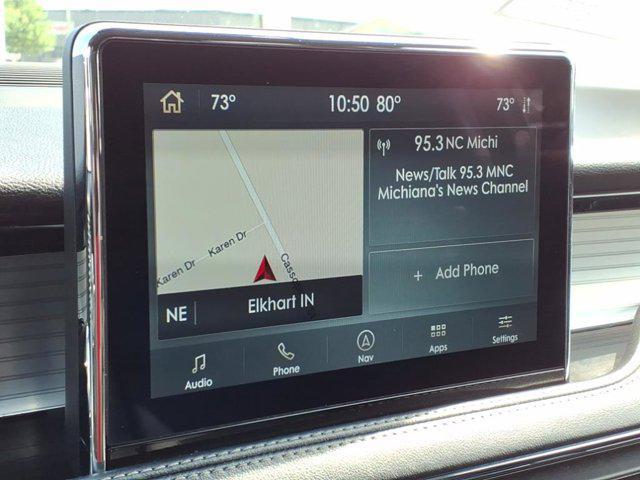 73° 10:50 80° 73°
95.3 NC Michi
News/Talk 95.3 MNC
Michiana's News Channel
Karen Dr
Karen Dr
+ Add Phone
NE
Elkhart IN
Audio
Phone
Nav
Apps
Settings